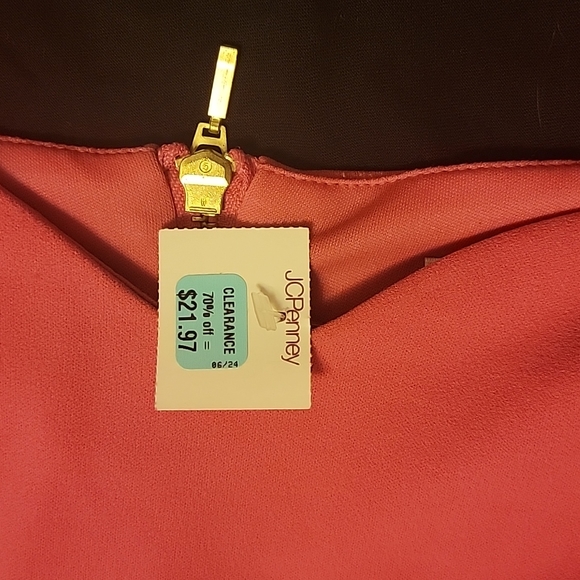 JCPenney
CLEARANCE
70% off =
$21.97
06/24